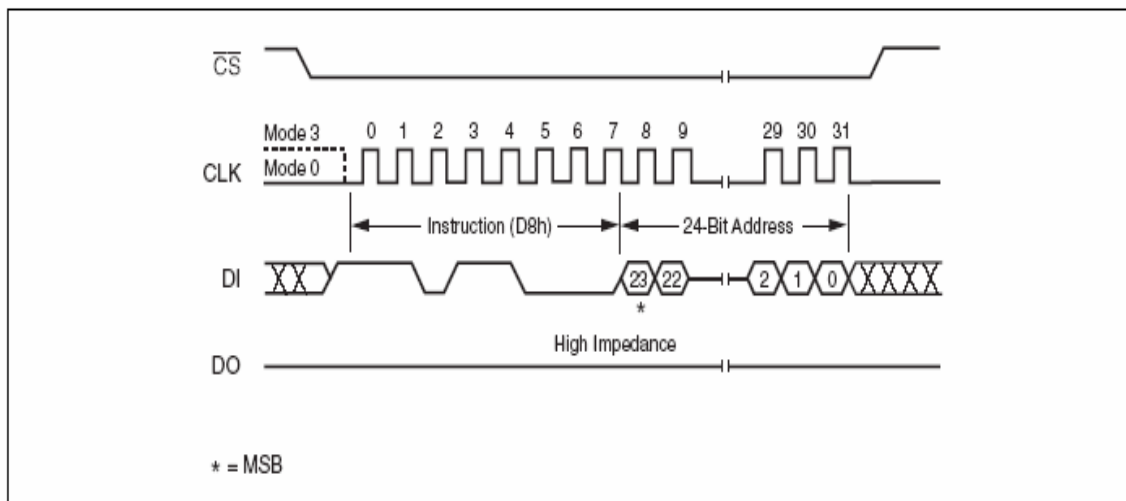 CS
Mode 3 0 1 2 3 4 5 6 7 8 9 29 30 31
CLK Mode 0
Instruction (D8h) 24-Bit Address
DI 23 22 2 1 0
*
High Impedance
DO
* = MSB